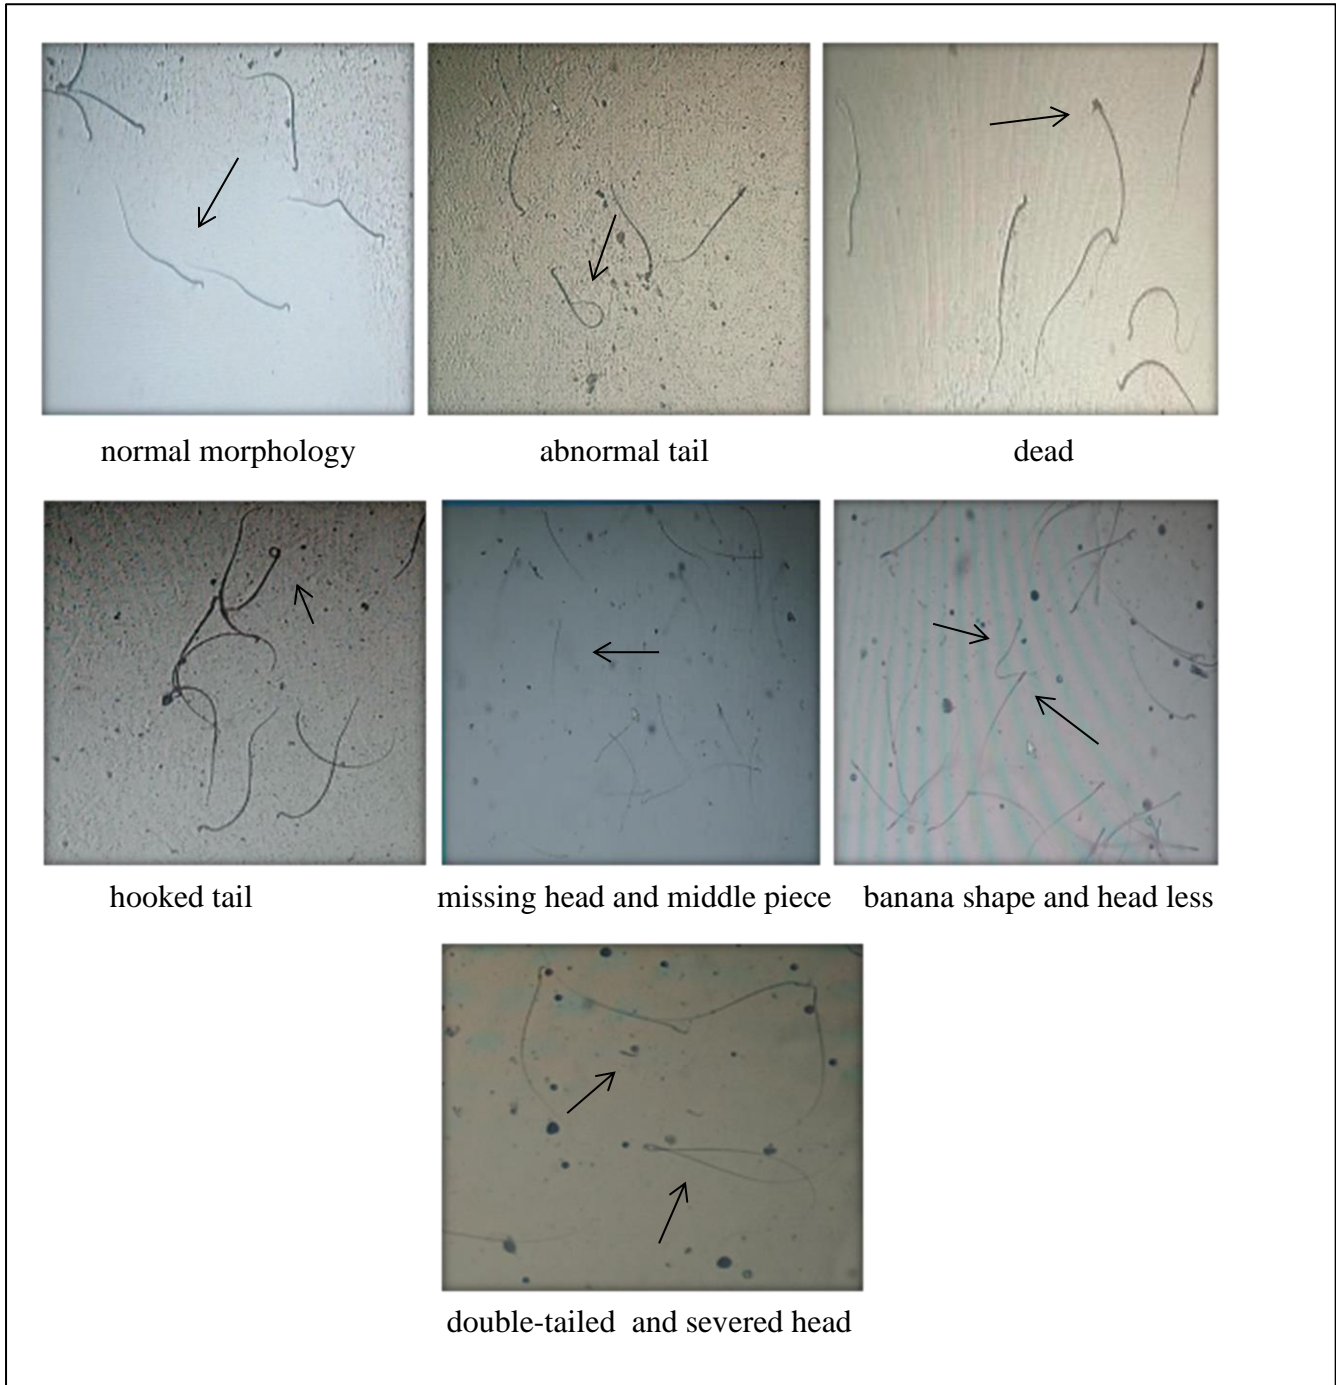 normal morphology
abnormal tail
dead
hooked tail
missing head and middle piece
banana shape and head less
double-tailed and severed head